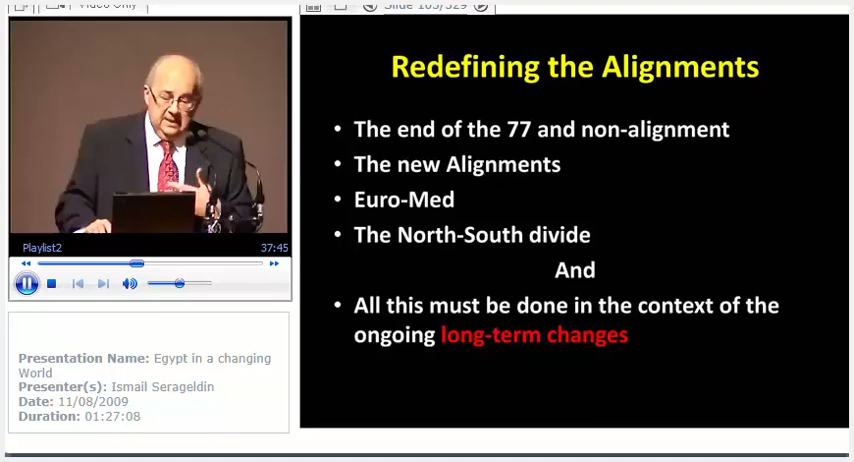 Video Only
Slide 103/329
Redefining the Alignments
• The end of the 77 and non-alignment
• The new Alignments
• Euro-Med
• The North-South divide
And
• All this must be done in the context of the
ongoing long-term changes
Playlist2
37:45
Presentation Name: Egypt in a changing
World
Presenter(s): Ismail Serageldin
Date: 11/08/2009
Duration: 01:27:08